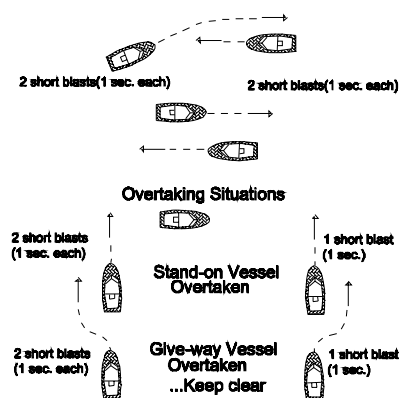 2 short blasts(1 sec. each)
2 short blasts(1 sec. each)
Overtaking Situations
2 short blasts
(1 sec. each)
1 short blast
(1 sec.)
Stand-on Vessel
Overtaken
2 short blasts
(1 sec. each)
Give-way Vessel
Overtaken
...Keep clear
1 short blast
(1 sec.)